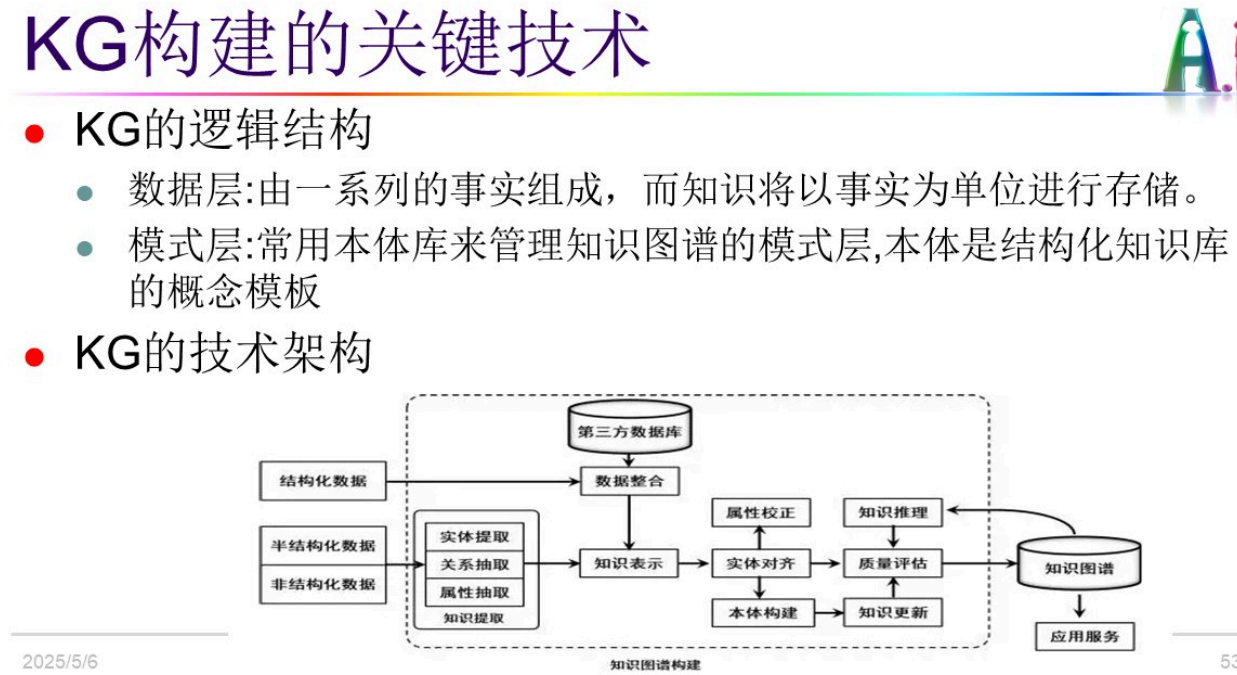 KG构建的关键技术
KG的逻辑结构
数据层:由一系列的事实组成，而知识将以事实为单位进行存储。
模式层:常用本体库来管理知识图谱的模式层,本体是结构化知识库
的概念模板
KG的技术架构
第三方数据库
结构化数据
数据整合
属性校正
知识推理
半结构化数据
实体提取
非结构化数据
关系抽取
属性抽取
知识提取
知识表示
实体对齐
质量评估
知识图谱
本体构建
知识更新
应用服务
知识图谱构建
2025/5/6